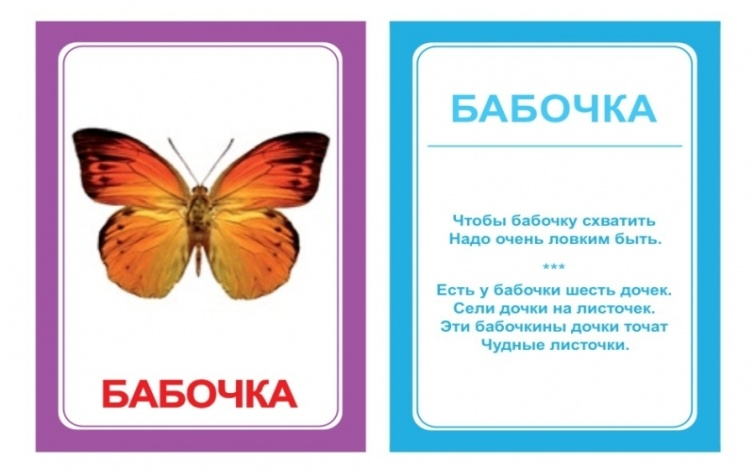 БАБОЧКА
БАБОЧКА
Чтобы бабочку схватить
Надо очень ловким быть.
***
Есть у бабочки шесть дочек.
Сели дочки на листочек.
Эти бабочкины дочки точат
Чудные листочки.